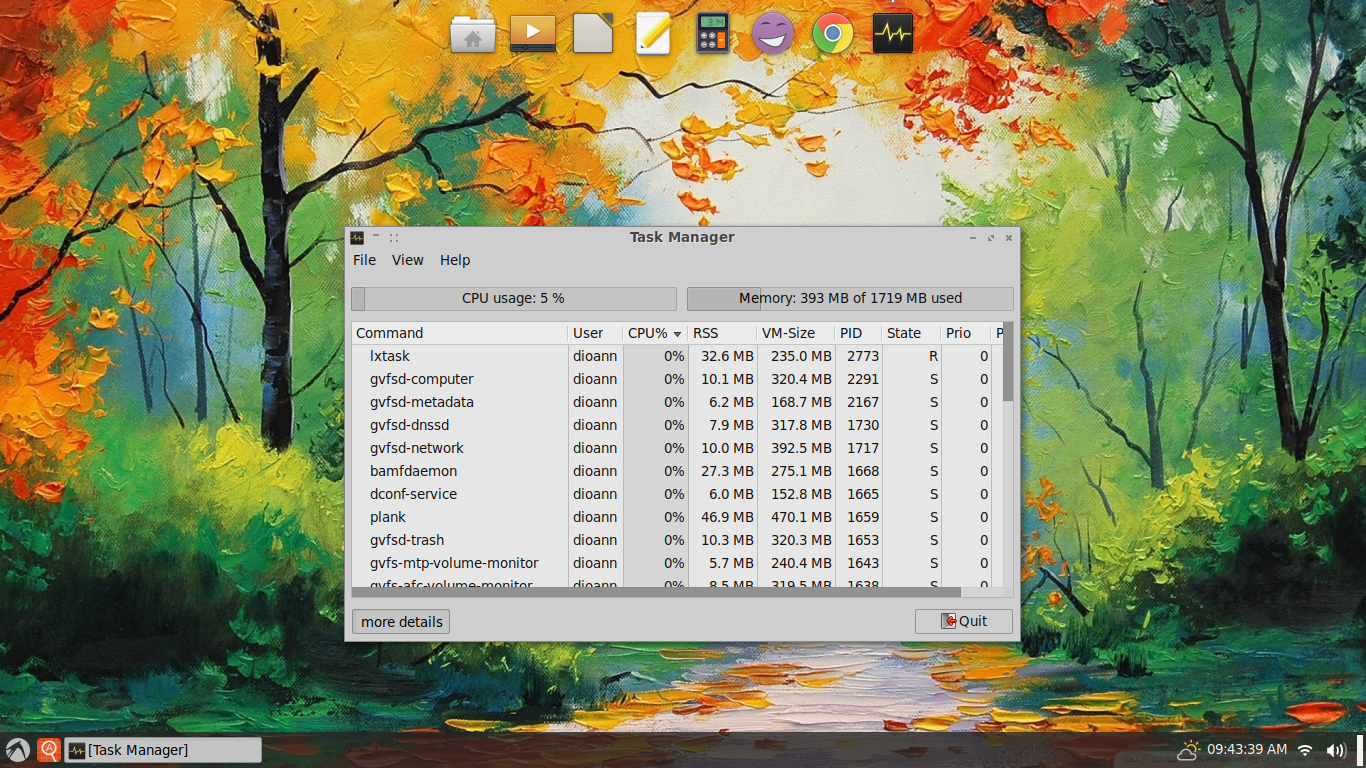 Task Manager
File View Help
CPU usage: 5 %
Memory: 393 MB of 1719 MB used
Command User CPU% RSS VM-Size PID State Prio P
lxtask dioann 0% 32.6 MB 235.0 MB 2773 R 0
gvfsd-computer dioann 0% 10.1 MB 320.4 MB 2291 S 0
gvfsd-metadata dioann 0% 6.2 MB 168.7 MB 2167 S 0
gvfsd-dnssd dioann 0% 7.9 MB 317.8 MB 1730 S 0
gvfsd-network dioann 0% 10.0 MB 392.5 MB 1717 S 0
bamfdaemon dioann 0% 27.3 MB 275.1 MB 1668 S 0
dconf-service dioann 0% 6.0 MB 152.8 MB 1665 S 0
plank dioann 0% 46.9 MB 470.1 MB 1659 S 0
gvfsd-trash dioann 0% 10.3 MB 320.3 MB 1653 S 0
gvfs-mtp-volume-monitor dioann 0% 5.7 MB 240.4 MB 1643 S 0
gvfs-afc-volume-monitor dioann 0% 8.5 MB 319.5 MB 1638 S 0
more details
Quit
[Task Manager]
09:43:39 AM